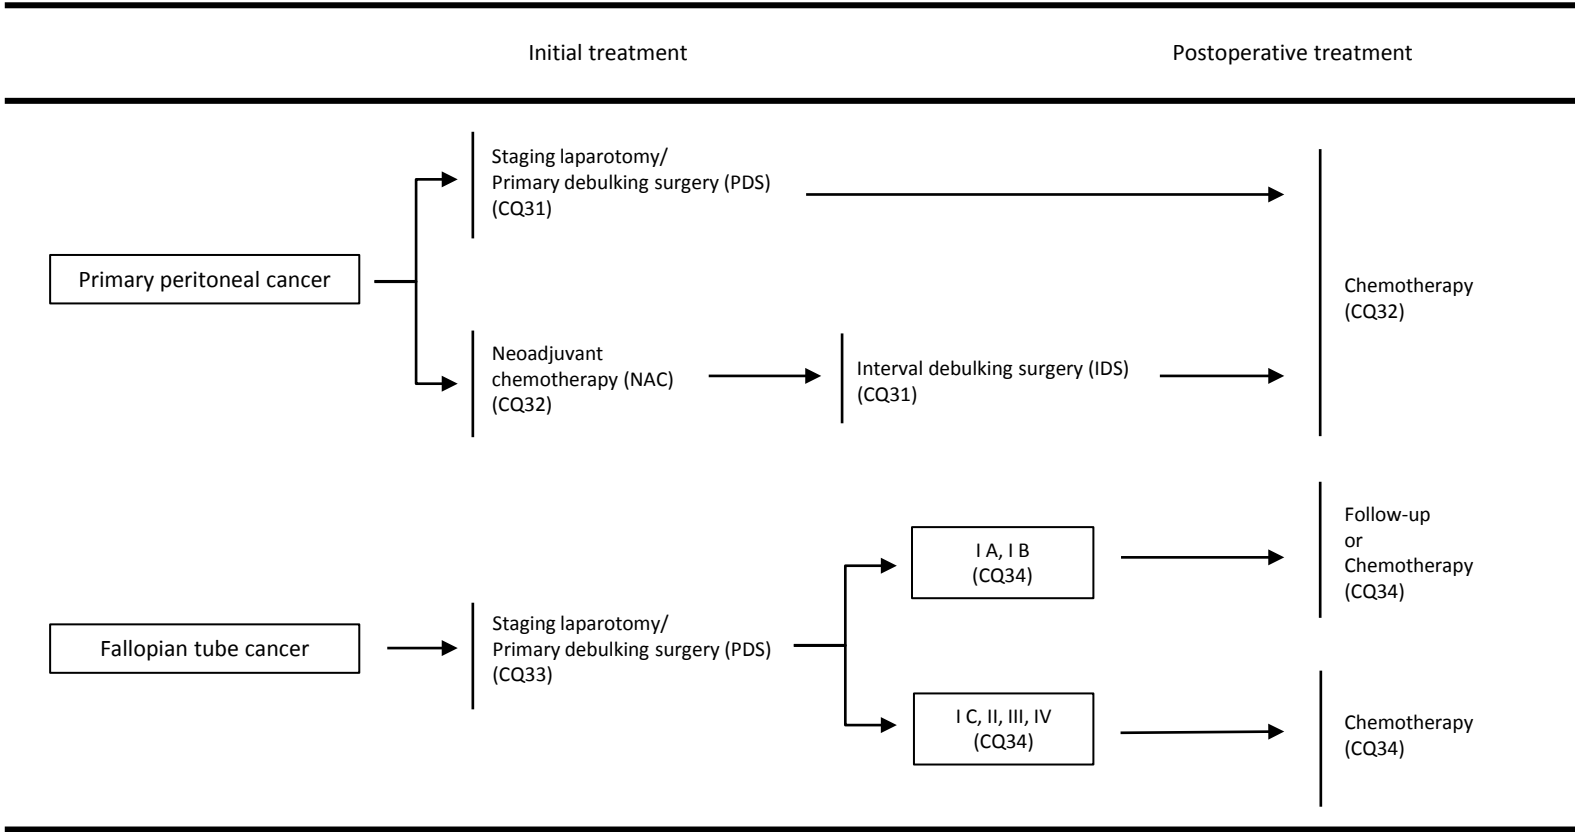 Initial treatment
Postoperative treatment
Staging laparotomy/
Primary debulking surgery (PDS)
(CQ31)
Primary peritoneal cancer
Chemotherapy
(CQ32)
Neoadjuvant
chemotherapy (NAC)
(CQ32)
Interval debulking surgery (IDS)
(CQ31)
Follow-up
or
Chemotherapy
(CQ34)
I A, I B
(CQ34)
Fallopian tube cancer
Staging laparotomy/
Primary debulking surgery (PDS)
(CQ33)
I C, II, III, IV
(CQ34)
Chemotherapy
(CQ34)